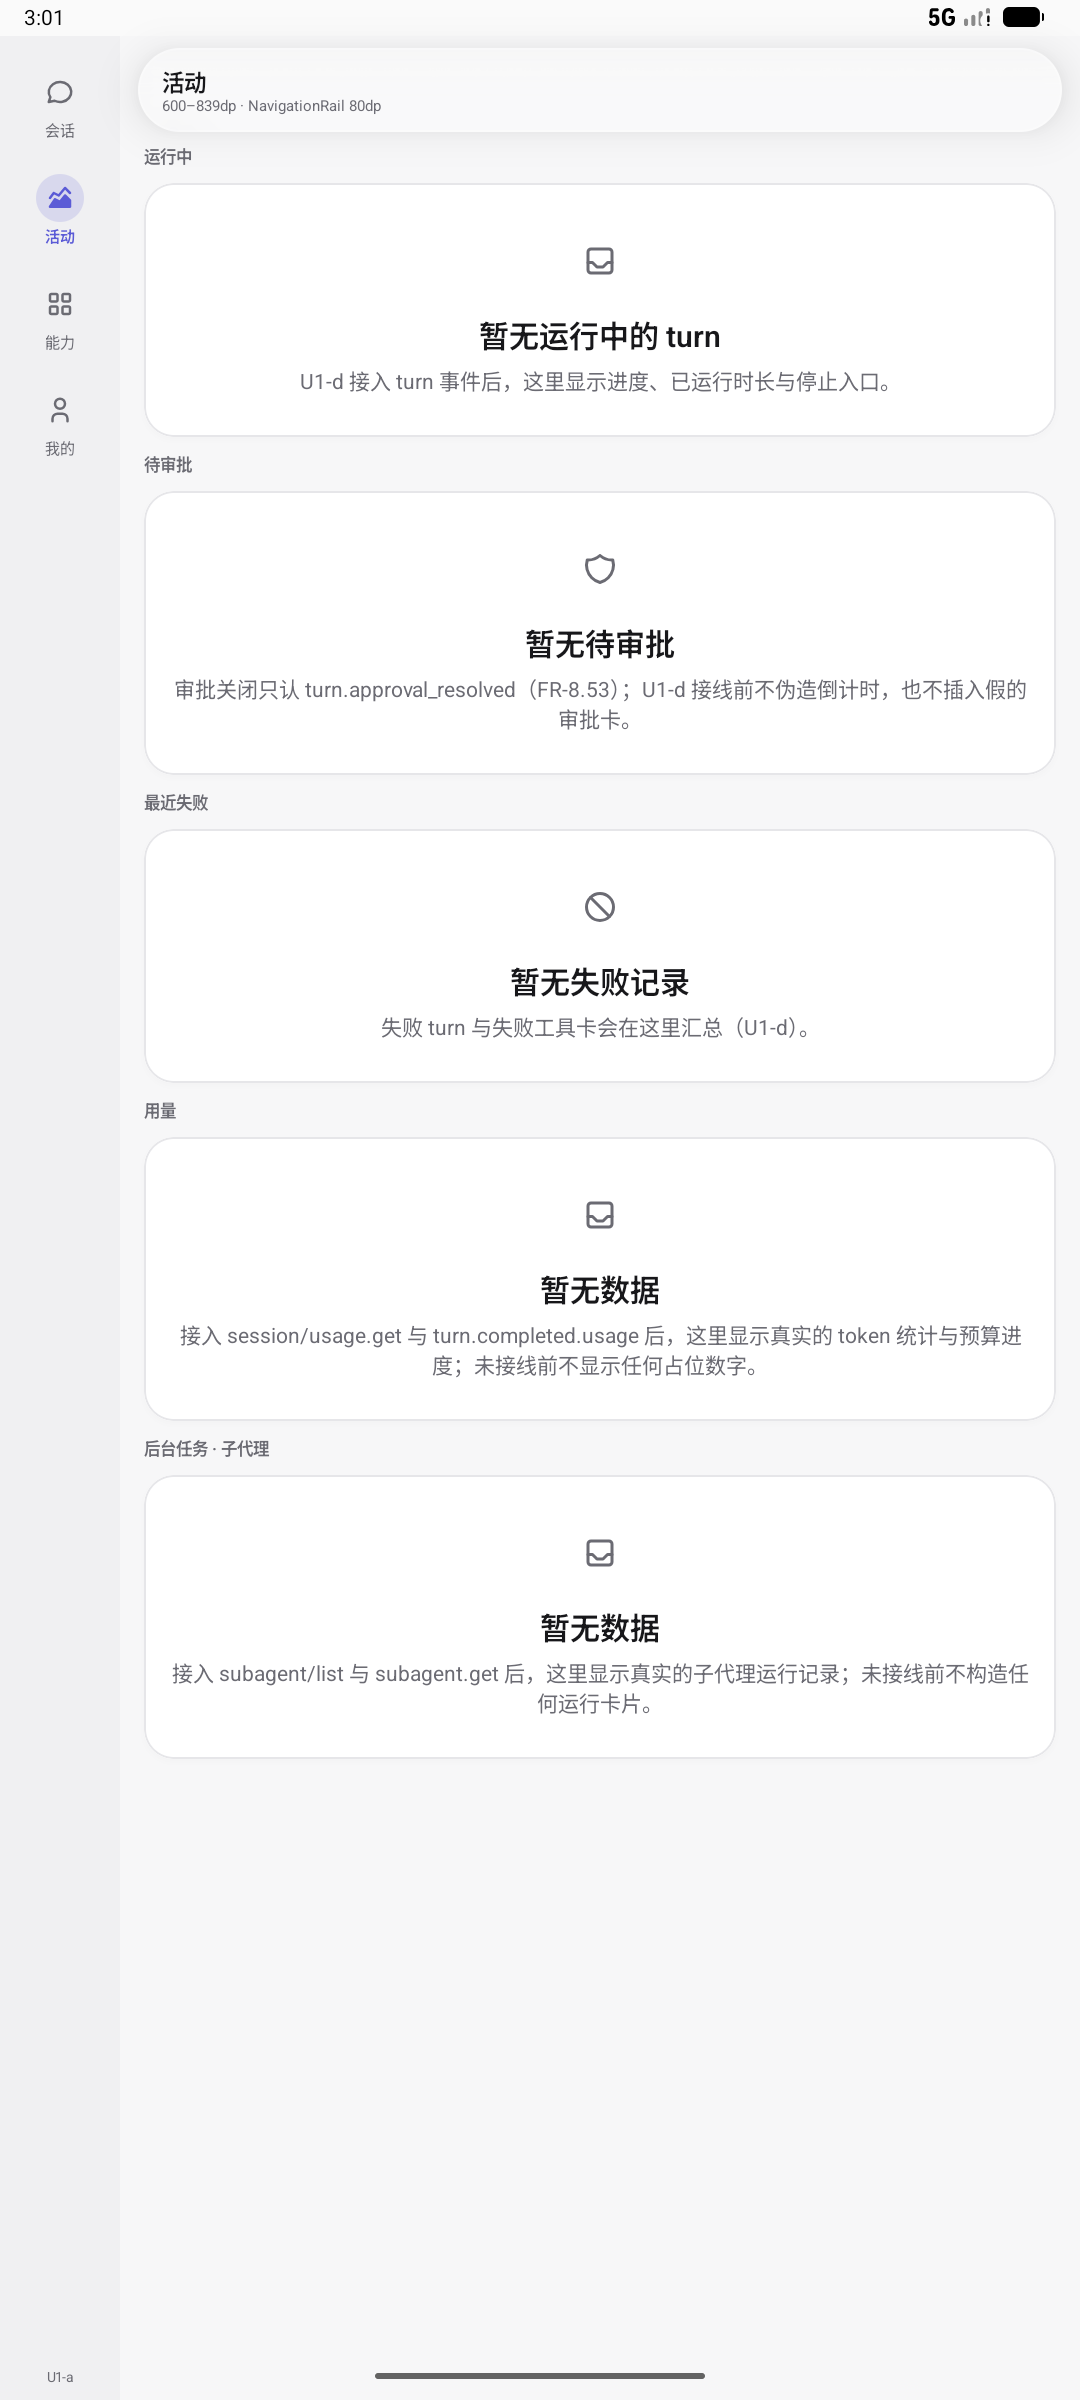 3:01
5G
会话
活动
能力
我的
U1-a
活动
600–839dp · NavigationRail 80dp
运行中
暂无运行中的 turn
U1-d 接入 turn 事件后，这里显示进度、已运行时长与停止入口。
待审批
暂无待审批
审批关闭只认 turn.approval_resolved（FR-8.53）；U1-d 接线前不伪造倒计时，也不插入假的
审批卡。
最近失败
暂无失败记录
失败 turn 与失败工具卡会在这里汇总（U1-d）。
用量
暂无数据
接入 session/usage.get 与 turn.completed.usage 后，这里显示真实的 token 统计与预算进
度；未接线前不显示任何占位数字。
后台任务 · 子代理
暂无数据
接入 subagent/list 与 subagent.get 后，这里显示真实的子代理运行记录；未接线前不构造任
何运行卡片。